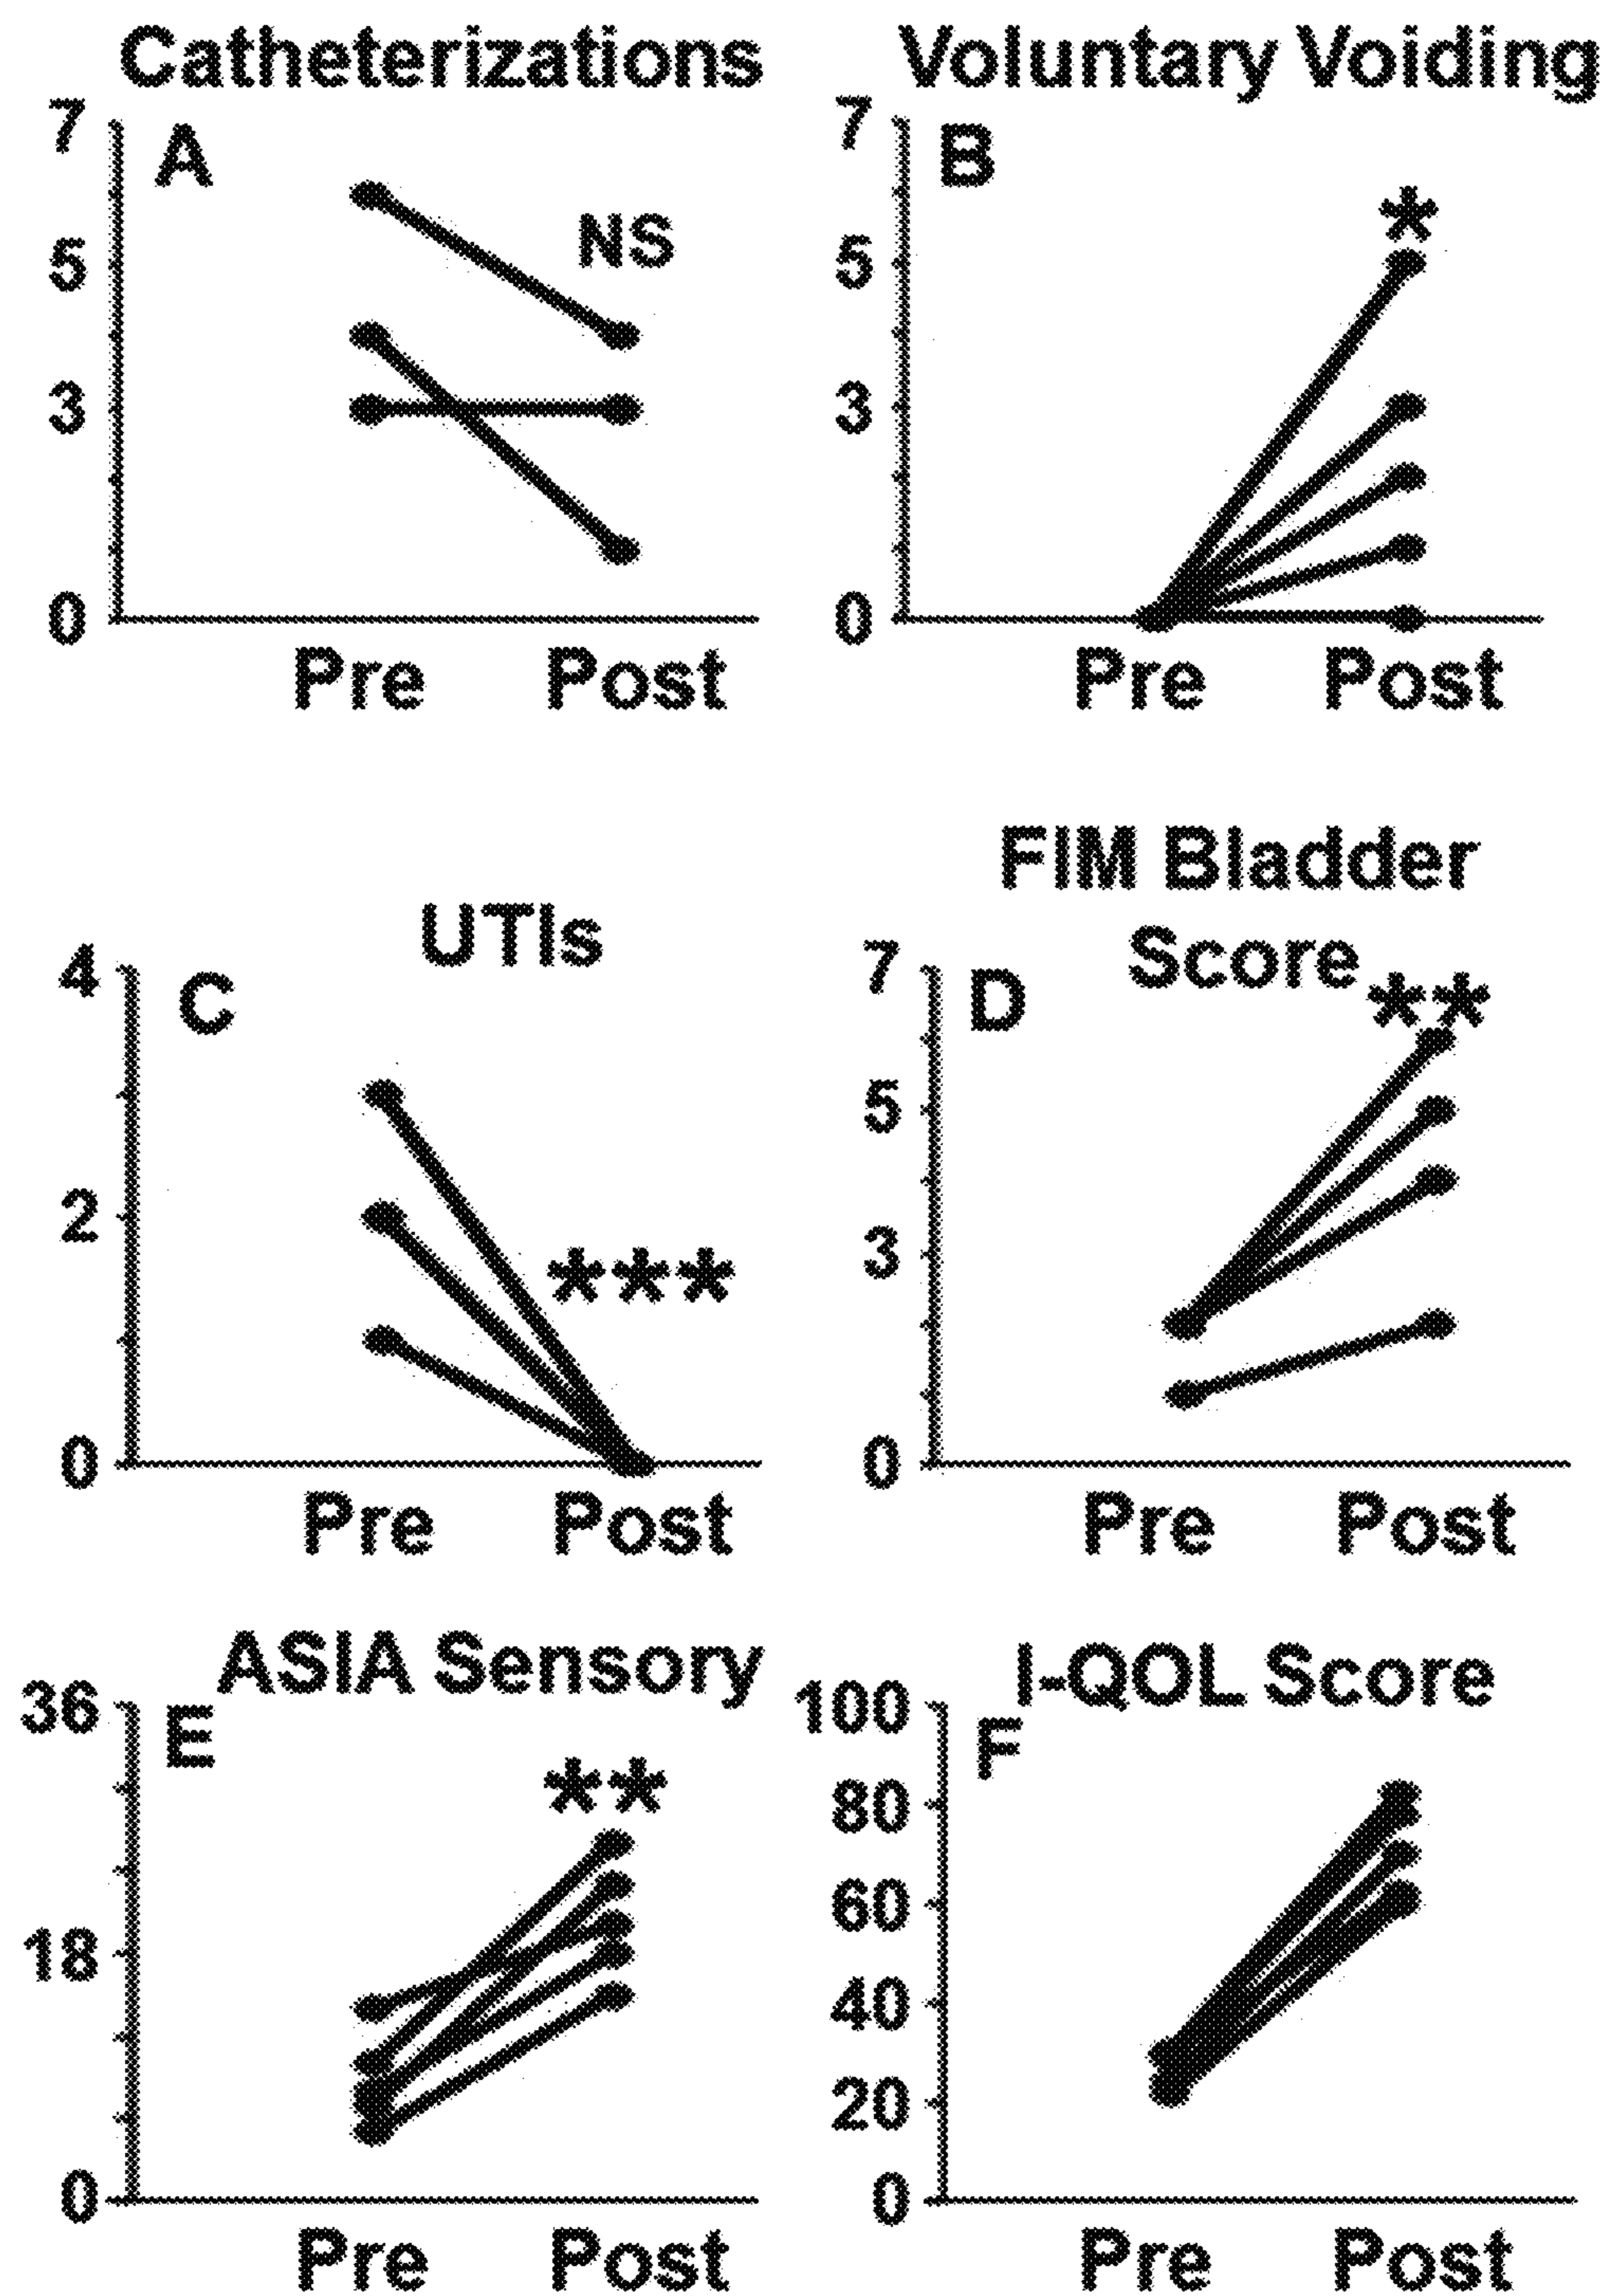 Catheterizations
7
A
NS
5
3
0
Pre Post
Voluntary Voiding
7
B
*
5
3
0
Pre Post
UTIs
4
C
2
***
0
Pre Post
FIM Bladder
Score
7
D
**
5
3
0
Pre Post
ASIA Sensory
36
E
**
18
0
Pre Post
I-QOL Score
100
F
80
60
40
20
0
Pre Post